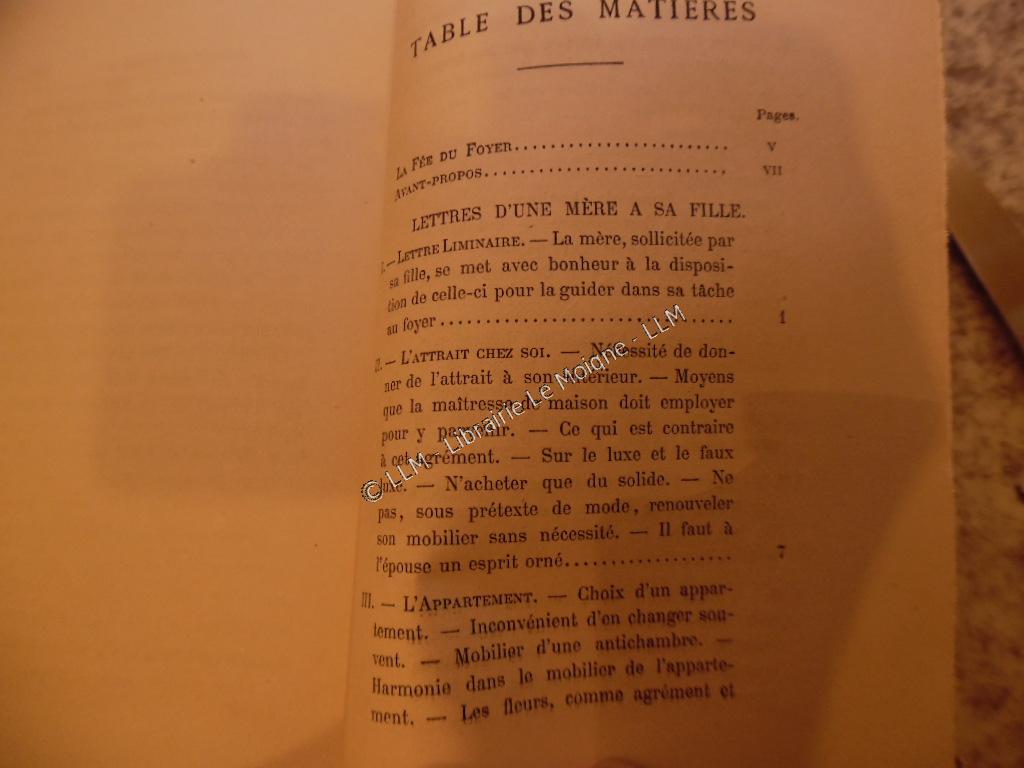 TABLE DES MATIÈRES
Pages.
LA FÉE DU FOYER........................ V
AVANT-PROPOS........................... VII
LETTRES D'UNE MÈRE A SA FILLE.
I. — LETTRE LIMINAIRE. — La mère, sollicitée par
sa fille, se met avec bonheur à la disposi-
tion de celle-ci pour la guider dans sa tâche
au foyer................................. 1
II. — L'ATTRAIT CHEZ SOI. — Nécessité de don-
ner de l'attrait à son intérieur. — Moyens
que la maîtresse de maison doit employer
pour y parvenir. — Ce qui est contraire
à cet agrément. — Sur le luxe et le faux
luxe. — N'acheter que du solide. — Ne
pas, sous prétexte de mode, renouveler
son mobilier sans nécessité. — Il faut à
l'épouse un esprit orné................... 7
III. — L'APPARTEMENT. — Choix d'un appar-
tement. — Inconvénient d'en changer sou-
vent. — Mobilier d'une antichambre. —
Harmonie dans le mobilier de l'apparte-
ment. — Les fleurs, comme agrément et
© LLM - Librairie Le Moigne - LLM